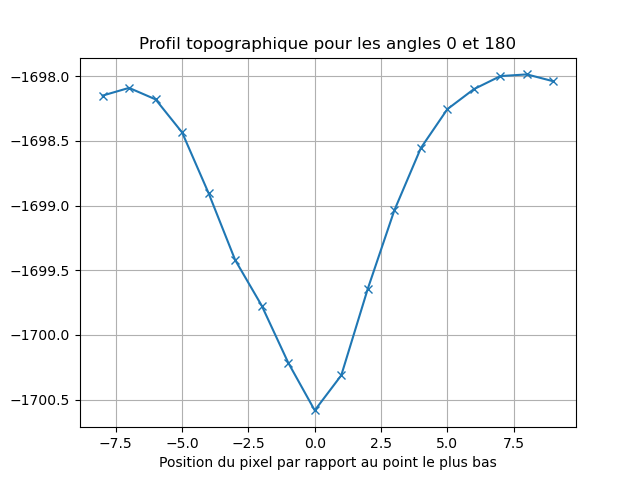 Profil topographique pour les angles 0 et 180
−1698.0
−1698.5
−1699.0
−1699.5
−1700.0
−1700.5
−7.5 −5.0 −2.5 0.0 2.5 5.0 7.5
Position du pixel par rapport au point le plus bas